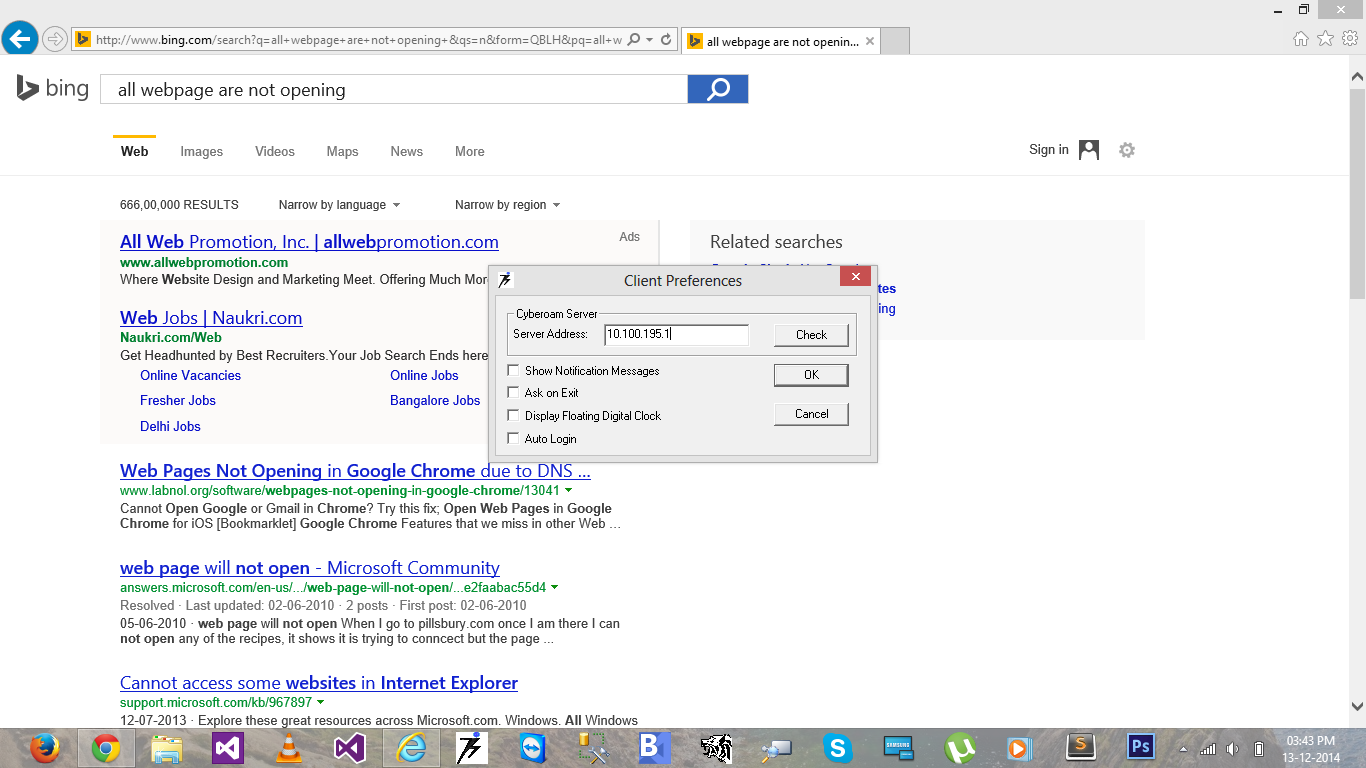 http://www.bing.com/search?q=all+webpage+are+not+opening+&qs=n&form=QBLH&pq=all+w
all webpage are not openin...
bing
all webpage are not opening
Web Images Videos Maps News More
Sign in
666,00,000 RESULTS Narrow by language Narrow by region
All Web Promotion, Inc. | allwebpromotion.com
Ads
www.allwebpromotion.com
Where Website Design and Marketing Meet. Offering Much Mor
Web Jobs | Naukri.com
Naukri.com/Web
Get Headhunted by Best Recruiters.Your Job Search Ends here
Online Vacancies Online Jobs
Fresher Jobs Bangalore Jobs
Delhi Jobs
Related searches
tes
ing
Client Preferences
Cyberoam Server
Server Address: 10.100.195.1 Check
Show Notification Messages OK
Ask on Exit
Display Floating Digital Clock Cancel
Auto Login
Web Pages Not Opening in Google Chrome due to DNS ...
www.labnol.org/software/webpages-not-opening-in-google-chrome/13041
Cannot Open Google or Gmail in Chrome? Try this fix; Open Web Pages in Google
Chrome for iOS [Bookmarklet] Google Chrome Features that we miss in other Web ...
web page will not open - Microsoft Community
answers.microsoft.com/en-us/.../web-page-will-not-open/...e2faabac55d4
Resolved · Last updated: 02-06-2010 · 2 posts · First post: 02-06-2010
05-06-2010 · web page will not open When I go to pillsbury.com once I am there I can
not open any of the recipes, it shows it is trying to conncect but the page ...
Cannot access some websites in Internet Explorer
support.microsoft.com/kb/967897
12-07-2013 · Explore these great resources across Microsoft.com. Windows. All Windows
SAMSUNG
Ps
03:43 PM
13-12-2014